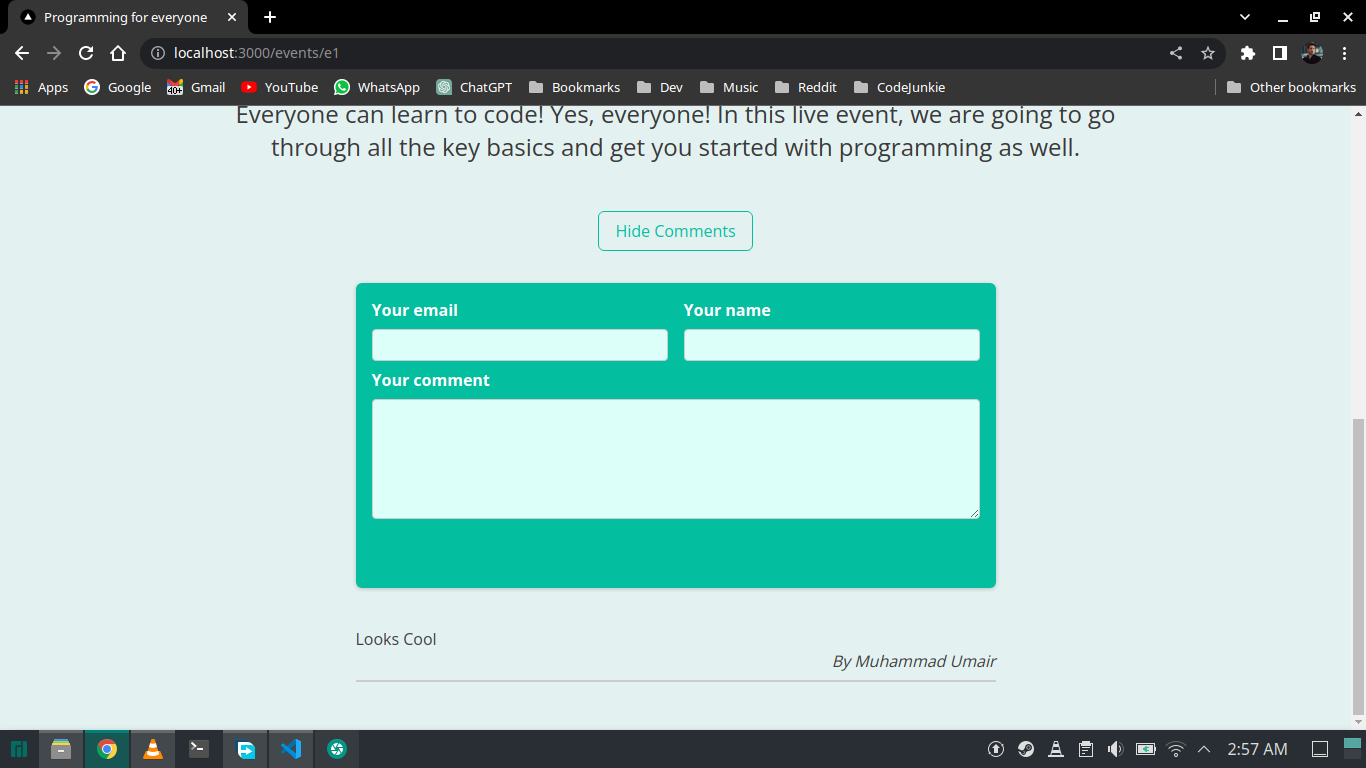 Programming for everyone
localhost:3000/events/e1
Apps Google Gmail YouTube WhatsApp ChatGPT Bookmarks Dev Music Reddit CodeJunkie Other bookmarks
40+
Everyone can learn to code! Yes, everyone! In this live event, we are going to go
through all the key basics and get you started with programming as well.
Hide Comments
Your email Your name
Your comment
Looks Cool
By Muhammad Umair
2:57 AM